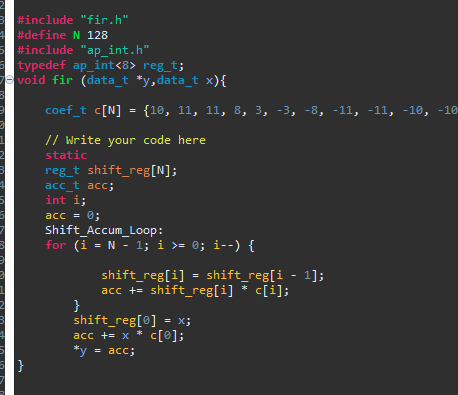 #include "fir.h"
#define N 128
#include "ap_int.h"
typedef ap_int<8> reg_t;
void fir (data_t *y,data_t x){
coef_t c[N] = {10, 11, 11, 8, 3, -3, -8, -11, -11, -10, -10
// Write your code here
static
reg_t shift_reg[N];
acc_t acc;
int i;
acc = 0;
Shift_Accum_Loop:
for (i = N - 1; i >= 0; i--) {
shift_reg[i] = shift_reg[i - 1];
acc += shift_reg[i] * c[i];
}
shift_reg[0] = x;
acc += x * c[0];
*y = acc;
}